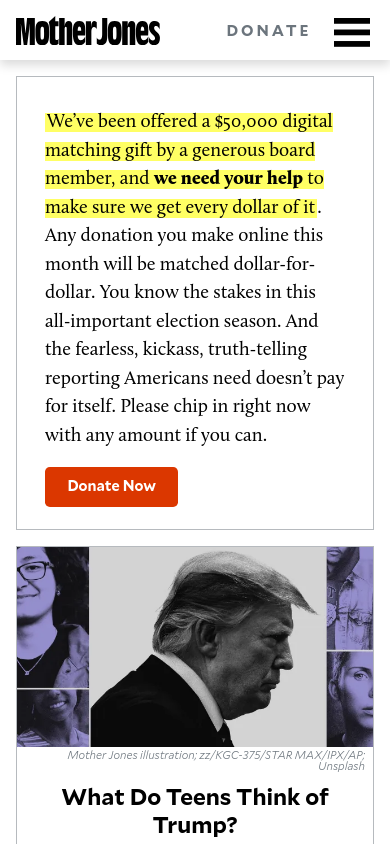 Mother Jones
DONATE
We’ve been offered a $50,000 digital
matching gift by a generous board
member, and we need your help to
make sure we get every dollar of it.
Any donation you make online this
month will be matched dollar-for-
dollar. You know the stakes in this
all-important election season. And
the fearless, kickass, truth-telling
reporting Americans need doesn’t pay
for itself. Please chip in right now
with any amount if you can.
Donate Now
Mother Jones illustration; zz/KGC-375/STAR MAX/IPX/AP;
Unsplash
What Do Teens Think of
Trump?